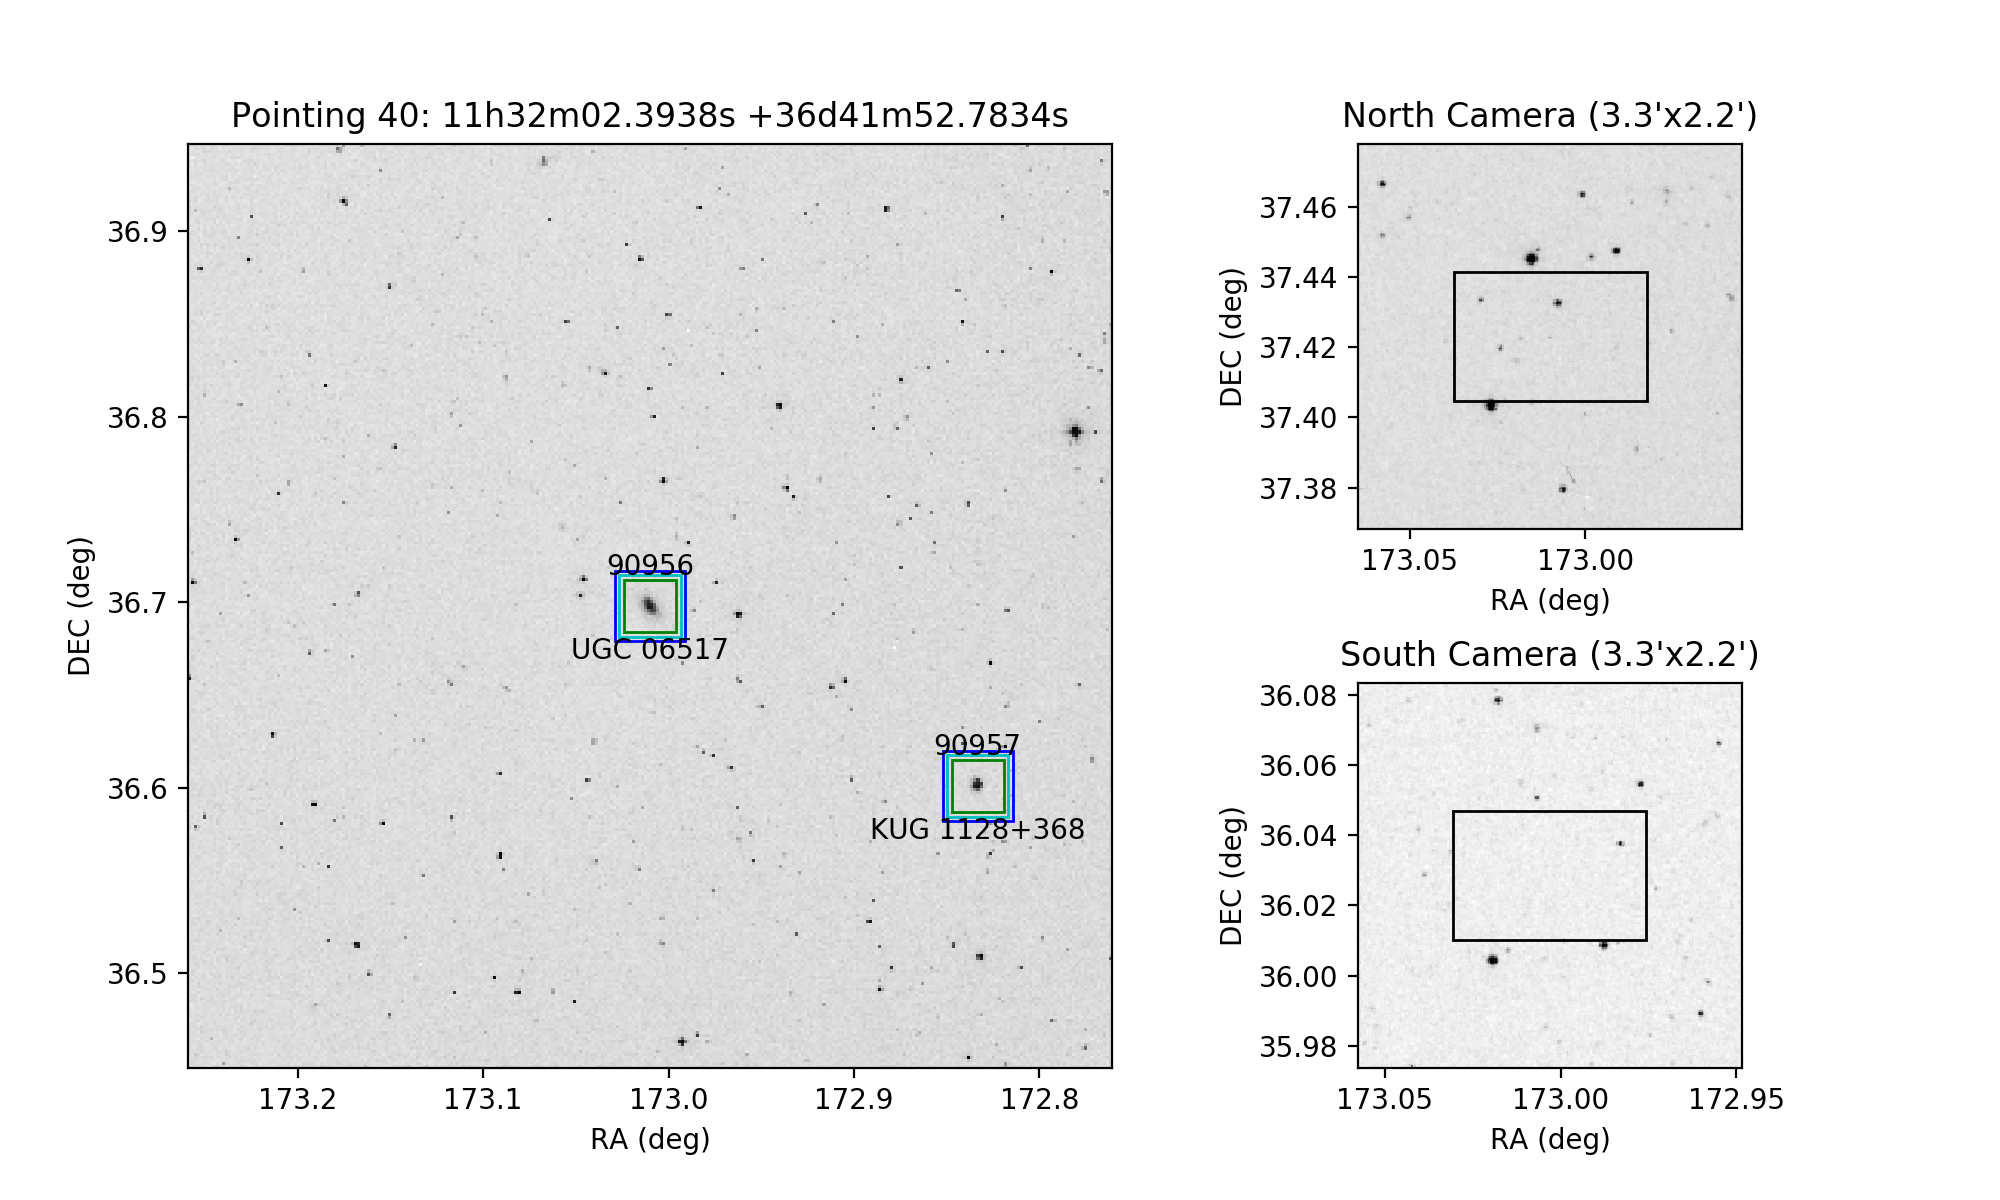 Pointing 40: 11h32m02.3938s +36d41m52.7834s
36.9
36.8
36.7
36.6
36.5
DEC (deg)
90956
UGC 06517
90957
KUG 1128+368
173.2 173.1 173.0 172.9 172.8
RA (deg)
North Camera (3.3'x2.2')
37.46
37.44
37.42
37.40
37.38
DEC (deg)
173.05 173.00
RA (deg)
South Camera (3.3'x2.2')
36.08
36.06
36.04
36.02
36.00
35.98
DEC (deg)
173.05 173.00 172.95
RA (deg)